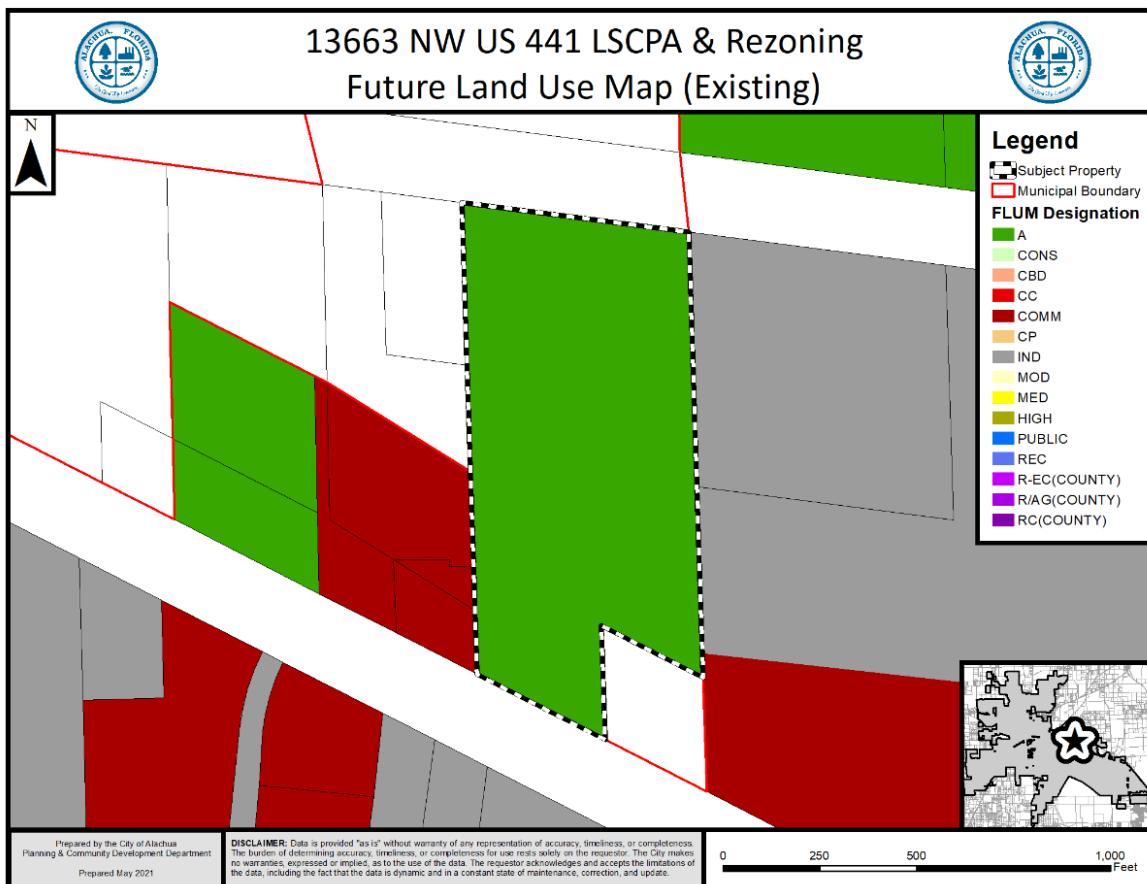 13663 NW US 441 LSCPA & Rezoning
Future Land Use Map (Existing)
ALACHUA, FLORIDA
ALACHUA, FLORIDA
N
Legend
Subject Property
Municipal Boundary
FLUM Designation
A
CONS
CBD
CC
COMM
CP
IND
MOD
MED
HIGH
PUBLIC
REC
R-EC(COUNTY)
R/AG(COUNTY)
RC(COUNTY)
Prepared by the City of Alachua
Planning & Community Development Department
Prepared May 2021
DISCLAIMER: Data is provided "as is" without warranty of any representation of accuracy, timeliness, or completeness.
The burden of determining accuracy, timeliness, or completeness for use rests solely on the requestor. The City makes
no warranties, expressed or implied, as to the use of the data. The requestor acknowledges and accepts the limitations of
the data, including the fact that the data is dynamic and in a constant state of maintenance, correction, and update.
0 250 500 1,000
Feet